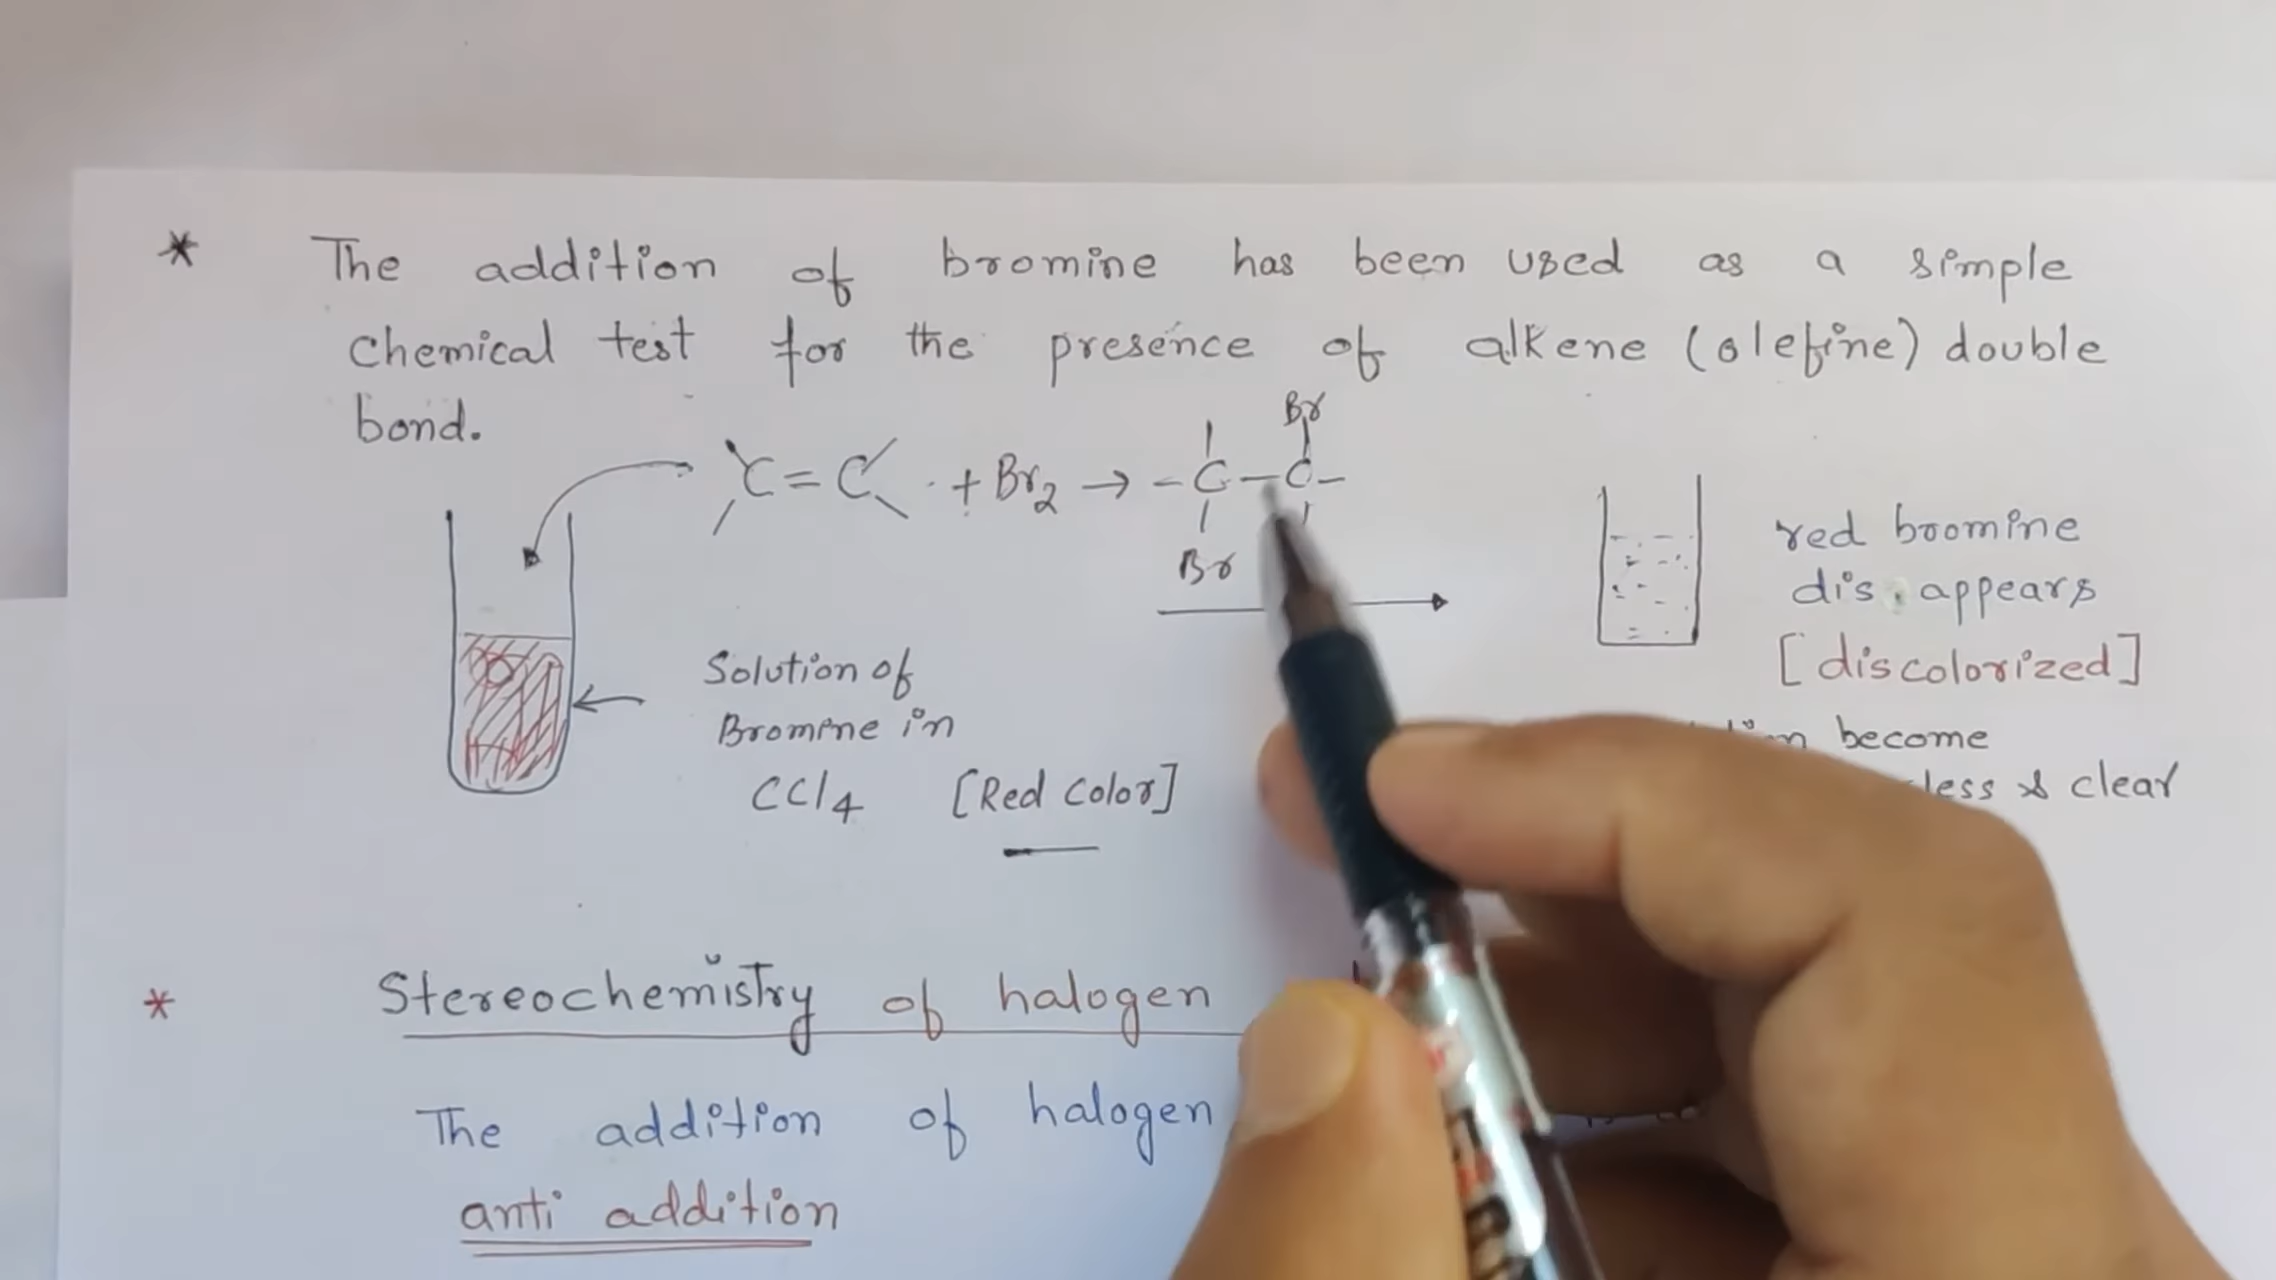 * The addition of bromine has been used as a simple
chemical test for the presence of alkene (olefine) double
bond.
C=C + Br2 → -C-C-
Br
Br
Solution of
Bromine in
CCl4 [Red Color]
red bromine
dis.appears
[discolorized]
become
less & clear
* Stereochemistry of halogen
The addition of halogen
anti addition